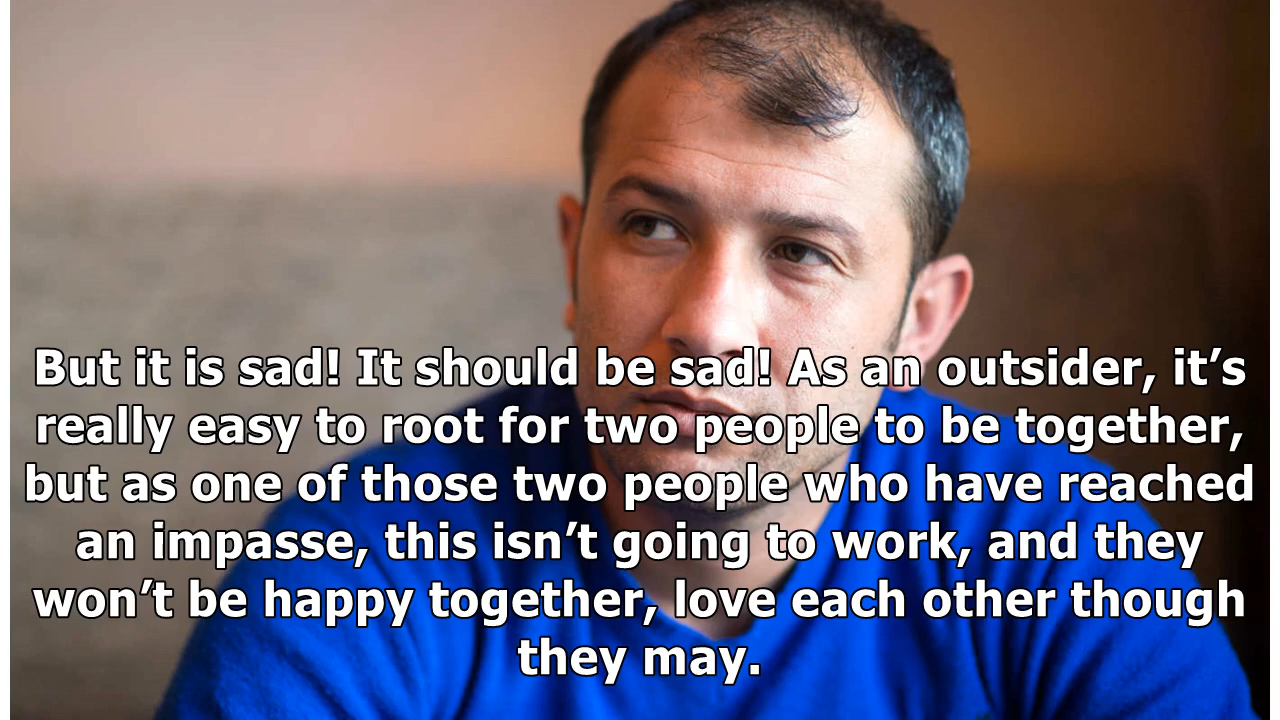 But it is sad! It should be sad! As an outsider, it’s
really easy to root for two people to be together,
but as one of those two people who have reached
an impasse, this isn’t going to work, and they
won’t be happy together, love each other though
they may.